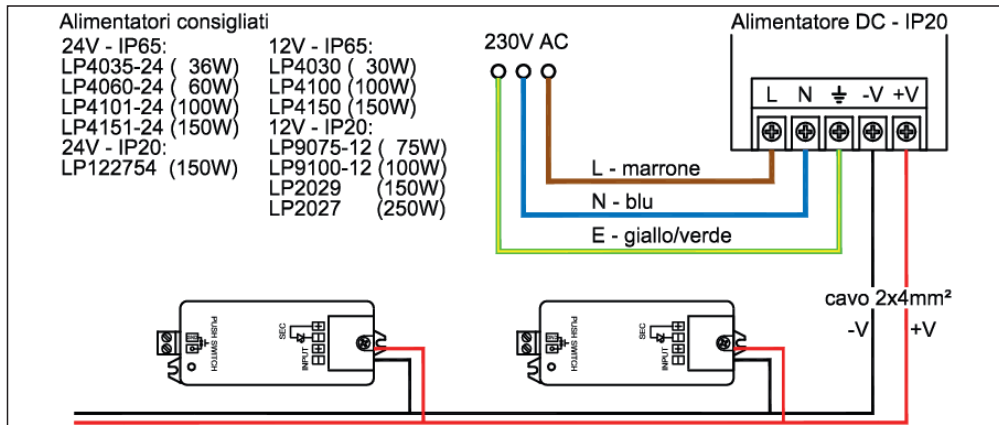 Alimentatori consigliati
24V - IP65:
LP4035-24 ( 36W)
LP4060-24 ( 60W)
LP4101-24 (100W)
LP4151-24 (150W)
24V - IP20:
LP122754 (150W)
12V - IP65:
LP4030 ( 30W)
LP4100 (100W)
LP4150 (150W)
12V - IP20:
LP9075-12 ( 75W)
LP9100-12 (100W)
LP2029 (150W)
LP2027 (250W)
230V AC
Alimentatore DC - IP20
L N ⏚ -V +V
L - marrone
N - blu
E - giallo/verde
cavo 2x4mm²
-V +V
PUSH SWITCH
SEC
INPUT
PUSH SWITCH
SEC
INPUT